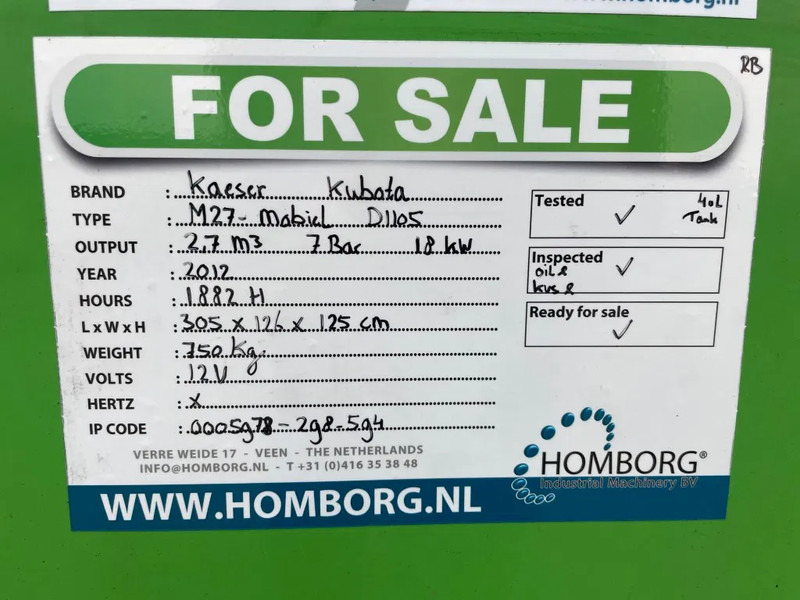 FOR SALE
RB
BRAND : Kaeser Kubota
TYPE : M27- Mobiel D1105
OUTPUT : 2,7 m3 7 Bar 18 kW
YEAR : 2012
HOURS : 1882 H
L x W x H : 305 x 126 x 125 cm
WEIGHT : 750 Kg.
VOLTS : 12V
HERTZ : x
IP CODE
Tested ✓ 40L
Tank
Inspected ✓
oil &
Ready for sale
✓
VERRE WEIDE 17 - VEEN - THE NETHERLANDS
INFO@HOMBORG.NL - T +31 (0)416 35 38 48
WWW.HOMBORG.NL
HOMBORG®
Industrial Machinery BV